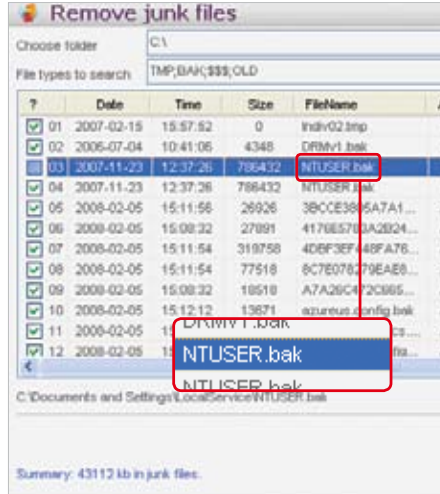 Remove junk files
Choose folder C:\
File types to search TMP;BAK;$$$;OLD
? Date Time Size FileName
01 2007-02-15 15:57:52 0 Indiv02.tmp
02 2006-07-04 10:41:06 4348 DRMv1.bak
03 2007-11-23 12:37:26 786432 NTUSER.bak
04 2007-11-23 12:37:26 786432 NTUSER.bak
05 2008-02-05 15:11:56 26926
06 2008-02-05 15:08:32 27891
07 2008-02-05 15:11:54 319758
08 2008-02-05 15:11:54 77518
09 2008-02-05 15:08:32 18518
10 2008-02-05 15:12:12 13671 azureus.config.bak
11 2008-02-05
12 2008-02-05
DRMv1.bak
NTUSER.bak
NTUSER.bak
C:\Documents and Settings\LocalService\NTUSER.bak
Summary: 43112 kb in junk files.